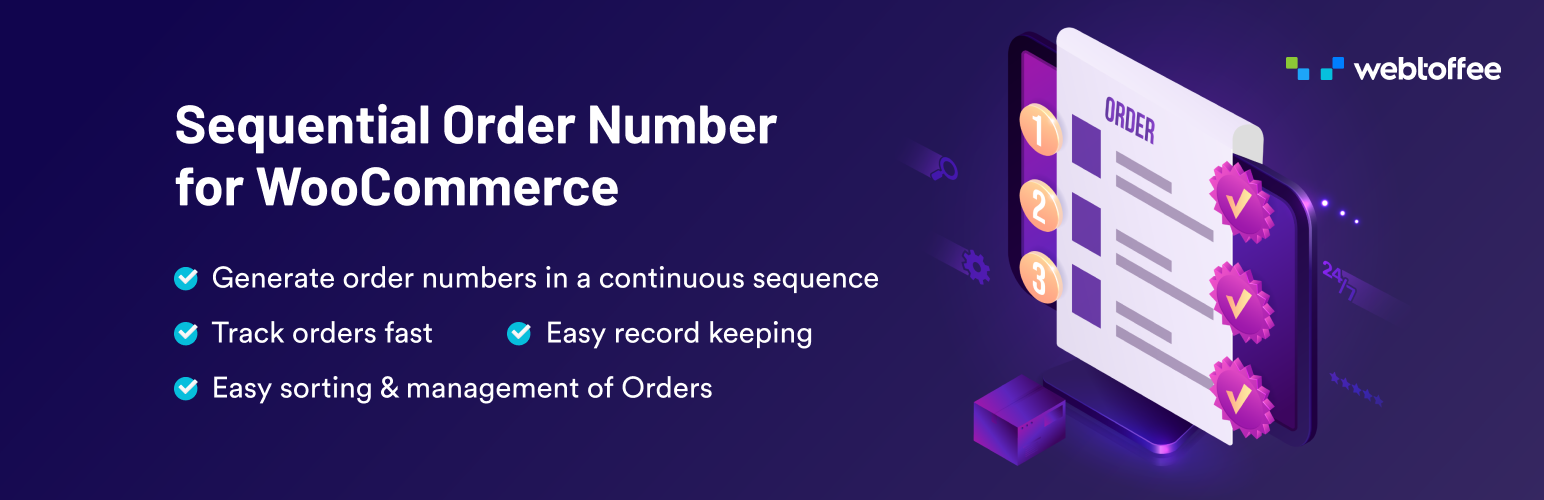 webtoffee
Sequential Order Number
for WooCommerce
Generate order numbers in a continuous sequence
Track orders fast
Easy record keeping
Easy sorting & management of Orders
ORDER
1
2
3
24/7